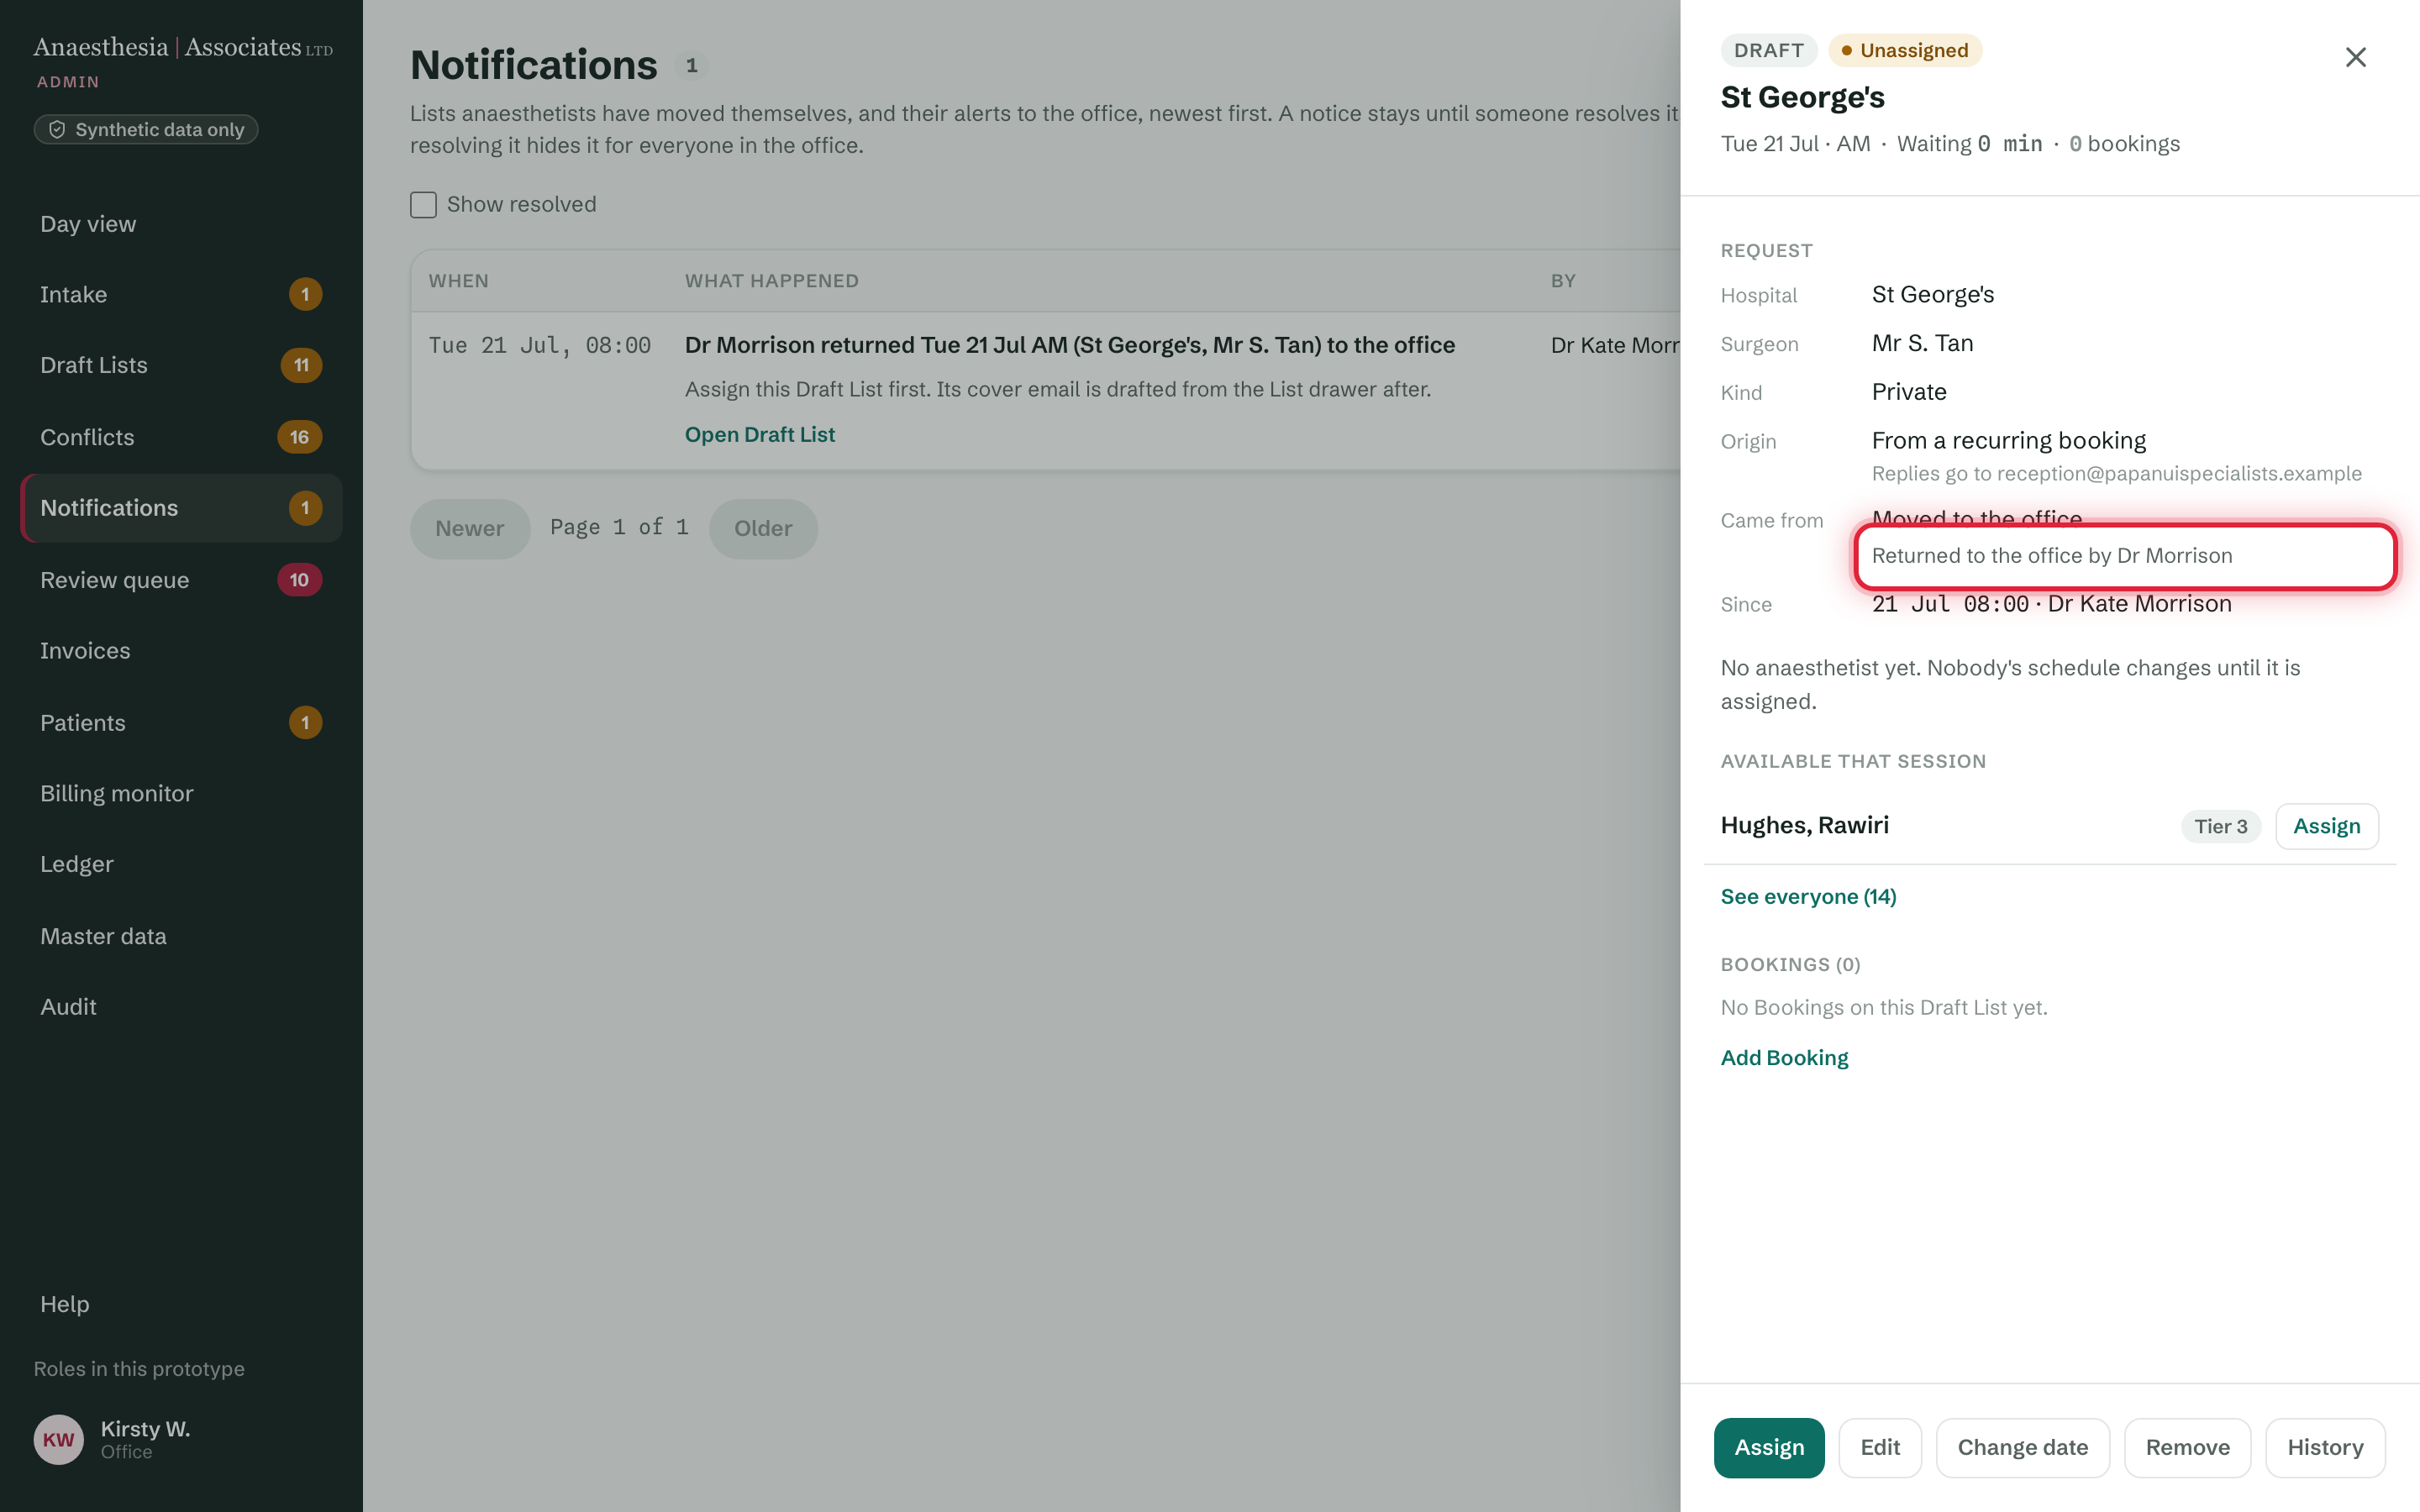 Anaesthesia | Associates LTD
ADMIN
Synthetic data only
Day view
Intake 1
Draft Lists 11
Conflicts 16
Notifications 1
Review queue 10
Invoices
Patients 1
Billing monitor
Ledger
Master data
Audit
Help
Roles in this prototype
KW Kirsty W.
Office
Notifications 1
Lists anaesthetists have moved themselves, and their alerts to the office, newest first. A notice stays until someone resolves it
resolving it hides it for everyone in the office.
Show resolved
WHEN WHAT HAPPENED BY
Tue 21 Jul, 08:00 Dr Morrison returned Tue 21 Jul AM (St George's, Mr S. Tan) to the office Dr Kate Morr
Assign this Draft List first. Its cover email is drafted from the List drawer after.
Open Draft List
Newer Page 1 of 1 Older
DRAFT Unassigned
St George's
Tue 21 Jul · AM · Waiting 0 min · 0 bookings
REQUEST
Hospital St George's
Surgeon Mr S. Tan
Kind Private
Origin From a recurring booking
Replies go to reception@papanuispecialists.example
Came from Moved to the office
Returned to the office by Dr Morrison
Since 21 Jul 08:00 · Dr Kate Morrison
No anaesthetist yet. Nobody's schedule changes until it is
assigned.
AVAILABLE THAT SESSION
Hughes, Rawiri Tier 3 Assign
See everyone (14)
BOOKINGS (0)
No Bookings on this Draft List yet.
Add Booking
Assign Edit Change date Remove History